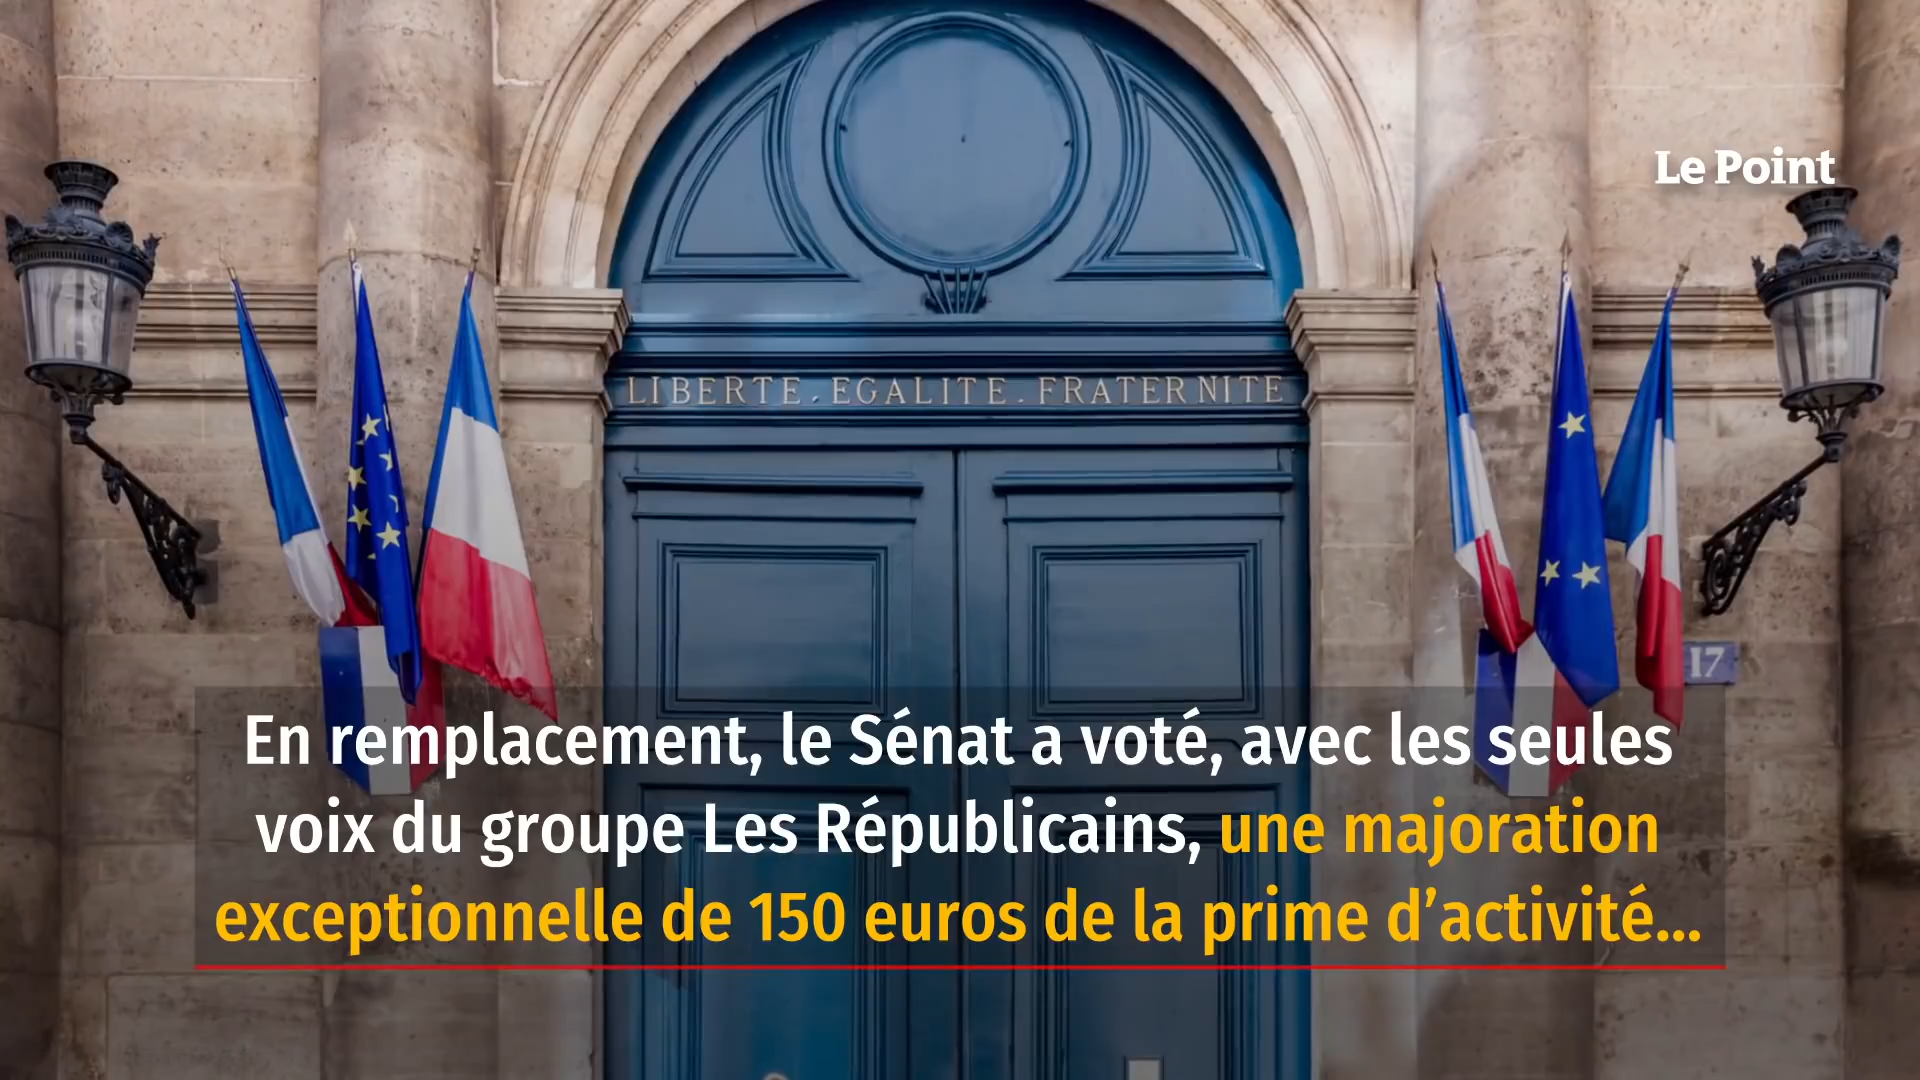 Le Point
LIBERTE. EGALITE. FRATERNITE
17
En remplacement, le Sénat a voté, avec les seules
voix du groupe Les Républicains, une majoration
exceptionnelle de 150 euros de la prime d’activité...